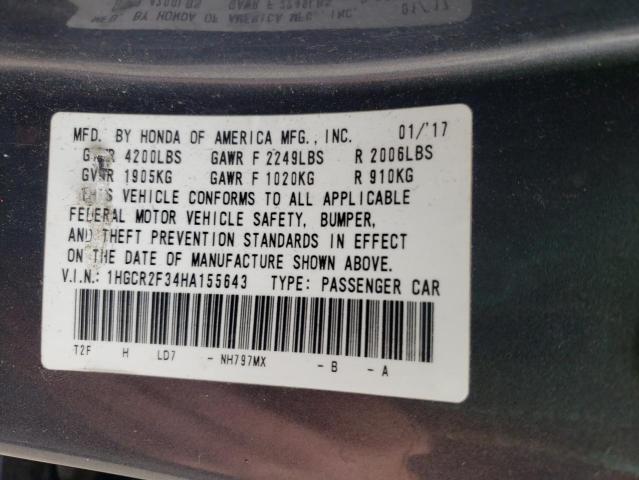 MFD. BY HONDA OF AMERICA MFG., INC. 01/'17
GVWR 4200LBS GAWR F 2249LBS R 2006LBS
GVWR 1905KG GAWR F 1020KG R 910KG
THIS VEHICLE CONFORMS TO ALL APPLICABLE
FEDERAL MOTOR VEHICLE SAFETY, BUMPER,
AND THEFT PREVENTION STANDARDS IN EFFECT
ON THE DATE OF MANUFACTURE SHOWN ABOVE.
V.I.N.: 1HGCR2F34HA155643 TYPE: PASSENGER CAR
T2F H LD7 - NH797MX - B - A